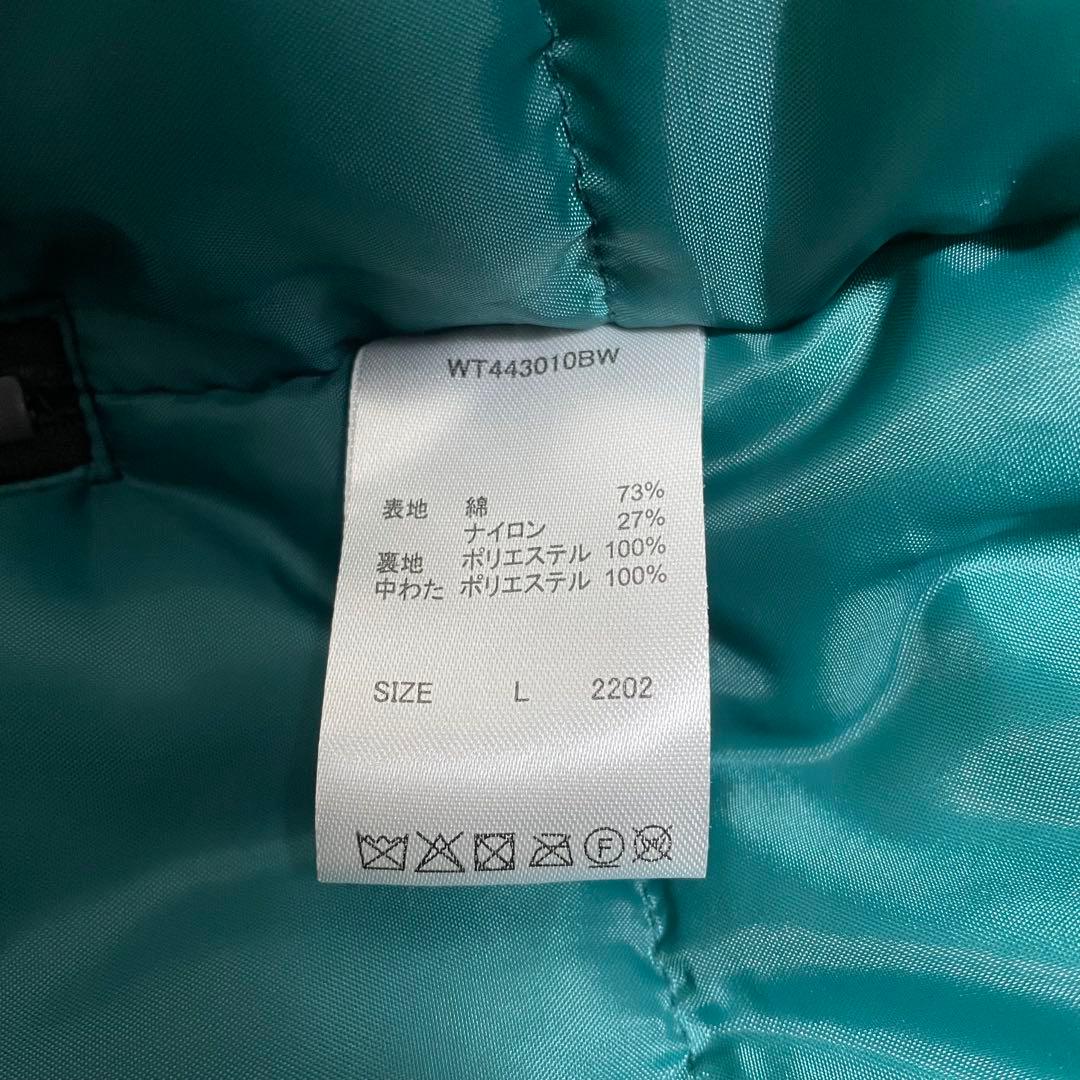 WT443010BW
表地 綿 73%
ナイロン 27%
裏地 ポリエステル 100%
中わた ポリエステル 100%
SIZE L 2202
F
W